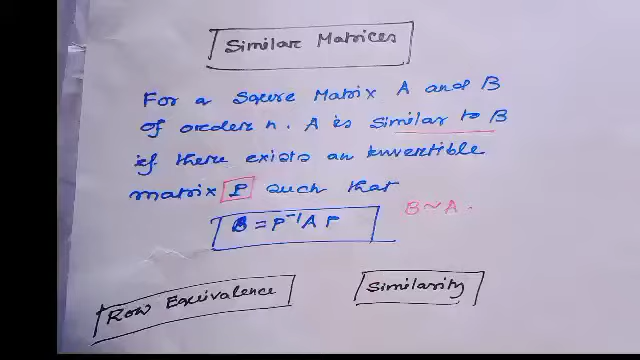 Similar Matrices
For a Squre Matrix A and B
of order n. A is similar to B
if there exists an invertible
matrix P such that
B = P⁻¹AP
B ~ A.
Row Equivalence
Similarity